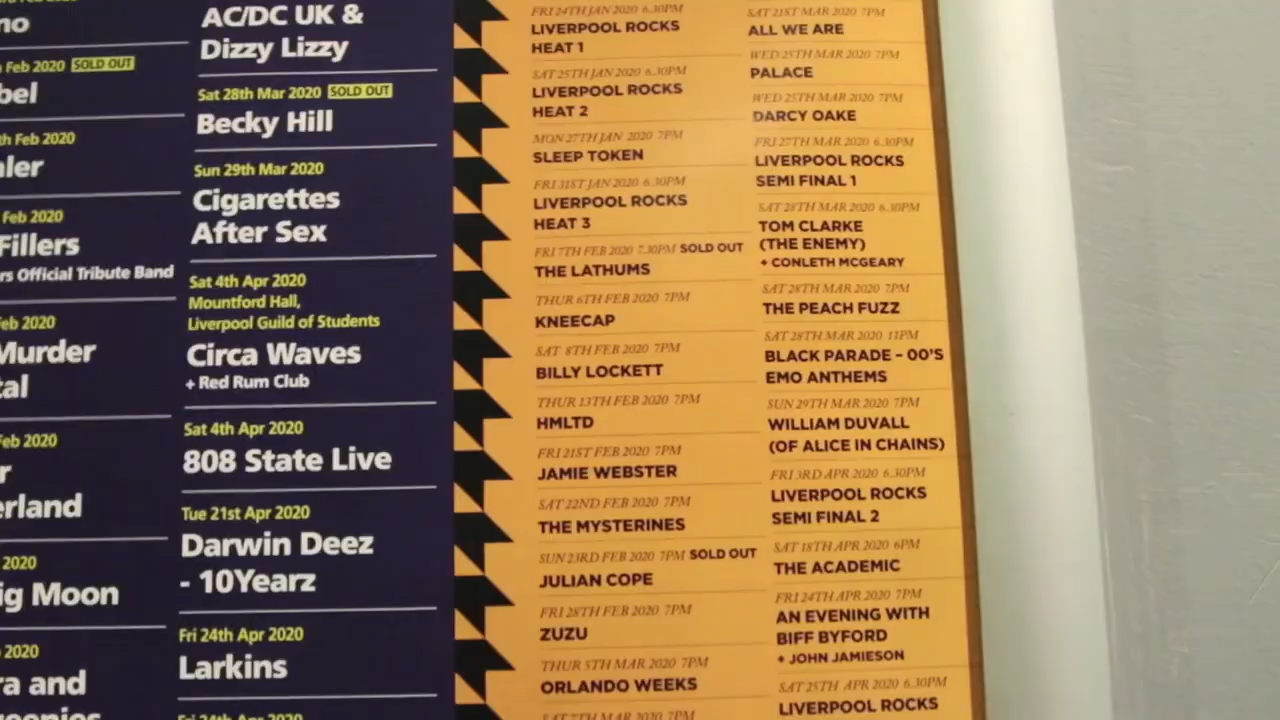 no
Feb 2020 SOLD OUT
bel
th Feb 2020
Feb 2020
Fillers
rs Official Tribute Band
Feb 2020
Murder
tal
Feb 2020
r
erland
2020
ig Moon
2020
ra and
AC/DC UK &
Dizzy Lizzy
Sat 28th Mar 2020 SOLD OUT
Becky Hill
Sun 29th Mar 2020
Cigarettes
After Sex
Sat 4th Apr 2020
Mountford Hall,
Liverpool Guild of Students
Circa Waves
+ Red Rum Club
Sat 4th Apr 2020
808 State Live
Tue 21st Apr 2020
Darwin Deez
- 10Yearz
Fri 24th Apr 2020
Larkins
Fri 24th Apr 2020
FRI 24TH JAN 2020 6.30PM
LIVERPOOL ROCKS
HEAT 1
SAT 25TH JAN 2020 6.30PM
LIVERPOOL ROCKS
HEAT 2
MON 27TH JAN 2020 7PM
SLEEP TOKEN
FRI 31ST JAN 2020 6.30PM
LIVERPOOL ROCKS
HEAT 3
FRI 7TH FEB 2020 7.30PM SOLD OUT
THE LATHUMS
THUR 6TH FEB 2020 7PM
KNEECAP
SAT 8TH FEB 2020 7PM
BILLY LOCKETT
THUR 13TH FEB 2020 7PM
HMLTD
FRI 21ST FEB 2020 7PM
JAMIE WEBSTER
SAT 22ND FEB 2020 7PM
THE MYSTERINES
SUN 23RD FEB 2020 7PM SOLD OUT
JULIAN COPE
FRI 28TH FEB 2020 7PM
ZUZU
THUR 5TH MAR 2020 7PM
ORLANDO WEEKS
SAT 7TH MAR 2020 7PM
SAT 21ST MAR 2020 7PM
ALL WE ARE
WED 25TH MAR 2020 7PM
PALACE
WED 25TH MAR 2020 7PM
DARCY OAKE
FRI 27TH MAR 2020 6.30PM
LIVERPOOL ROCKS
SEMI FINAL 1
SAT 28TH MAR 2020 6.30PM
TOM CLARKE
(THE ENEMY)
+ CONLETH MCGEARY
SAT 28TH MAR 2020 7PM
THE PEACH FUZZ
SAT 28TH MAR 2020 11PM
BLACK PARADE - 00'S
EMO ANTHEMS
SUN 29TH MAR 2020 7PM
WILLIAM DUVALL
(OF ALICE IN CHAINS)
FRI 3RD APR 2020 6.30PM
LIVERPOOL ROCKS
SEMI FINAL 2
SAT 18TH APR 2020 6PM
THE ACADEMIC
FRI 24TH APR 2020 7PM
AN EVENING WITH
BIFF BYFORD
+ JOHN JAMIESON
SAT 25TH APR 2020 6.30PM
LIVERPOOL ROCKS